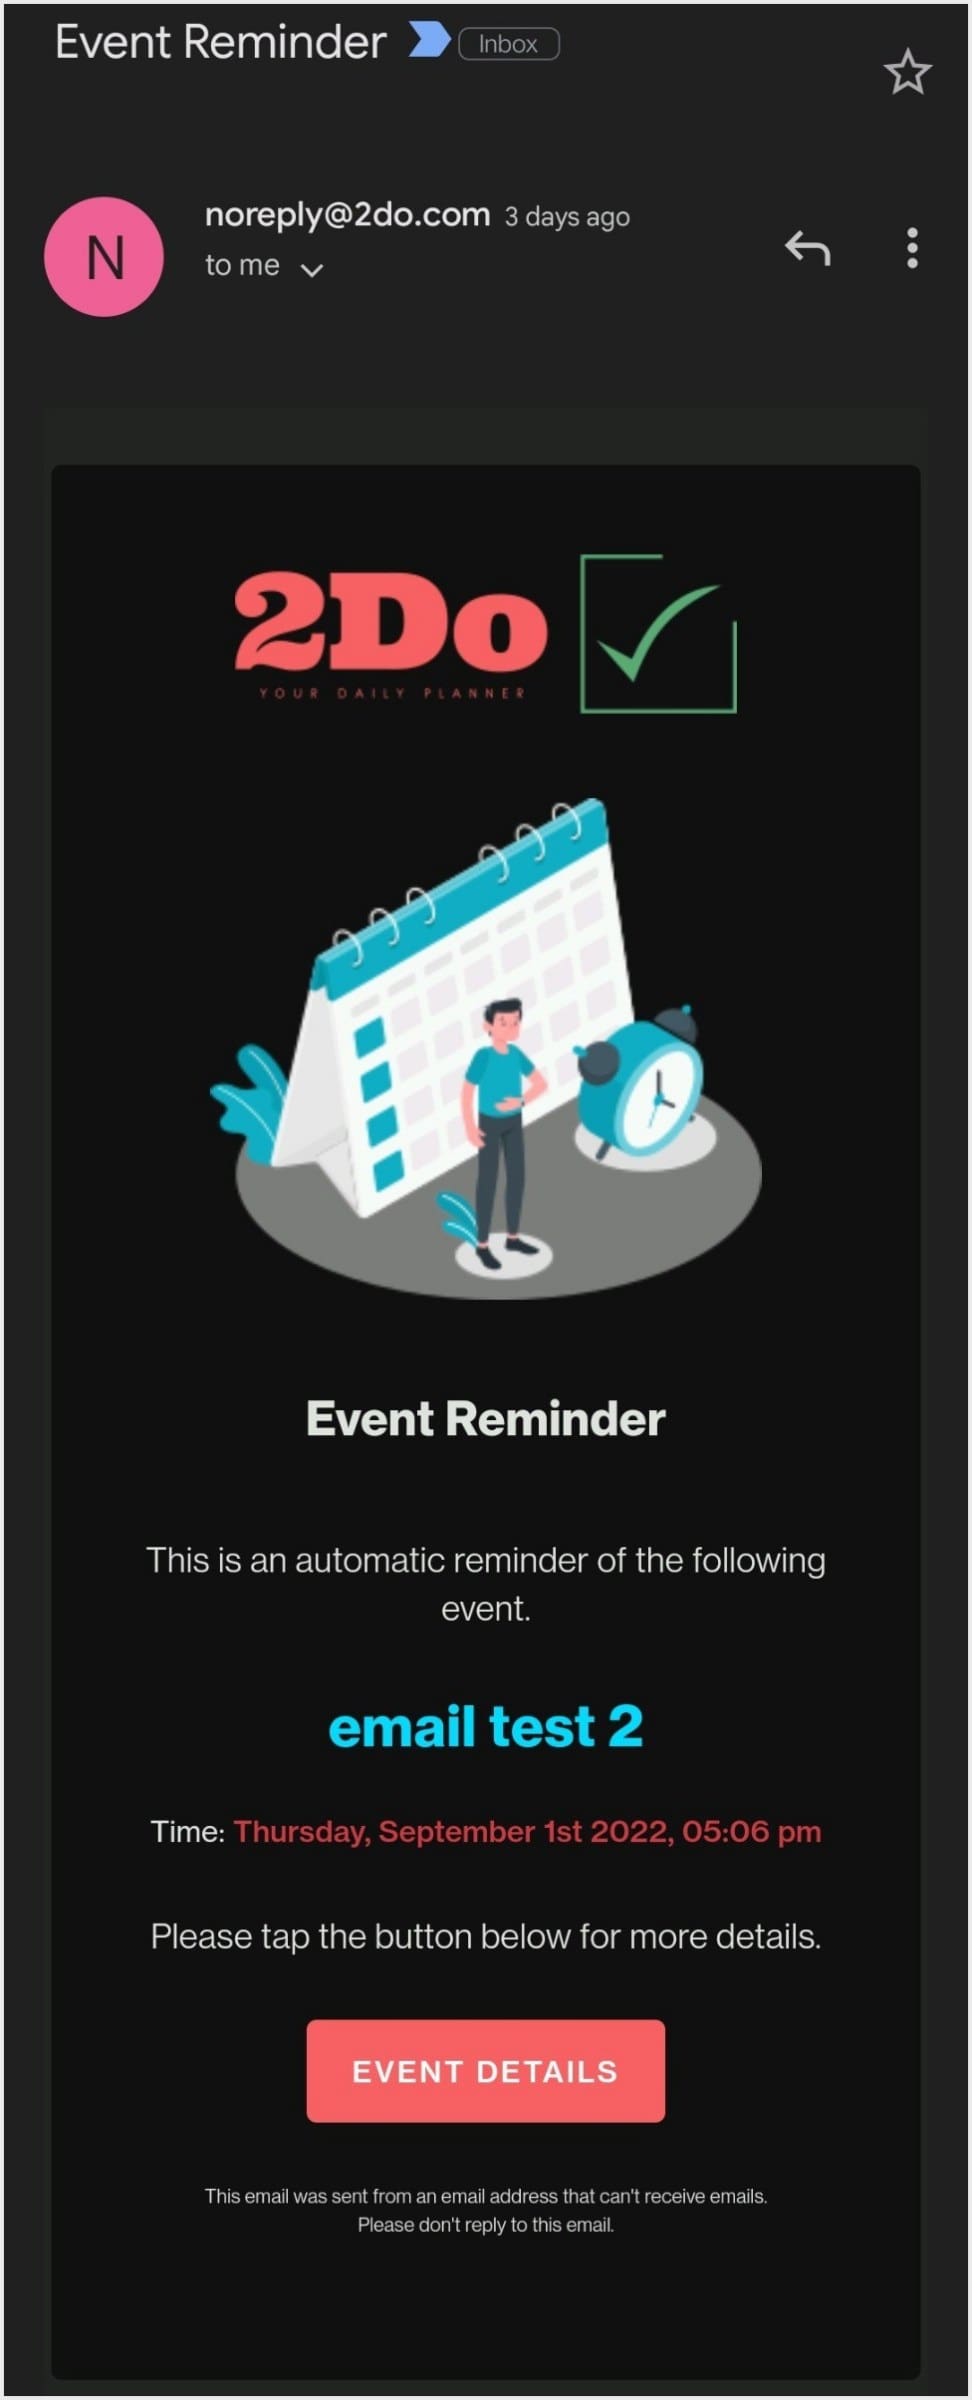 Event Reminder Inbox
N
noreply@2do.com 3 days ago
to me
2Do
YOUR DAILY PLANNER
Event Reminder
This is an automatic reminder of the following
event.
email test 2
Time: Thursday, September 1st 2022, 05:06 pm
Please tap the button below for more details.
EVENT DETAILS
This email was sent from an email address that can't receive emails.
Please don't reply to this email.